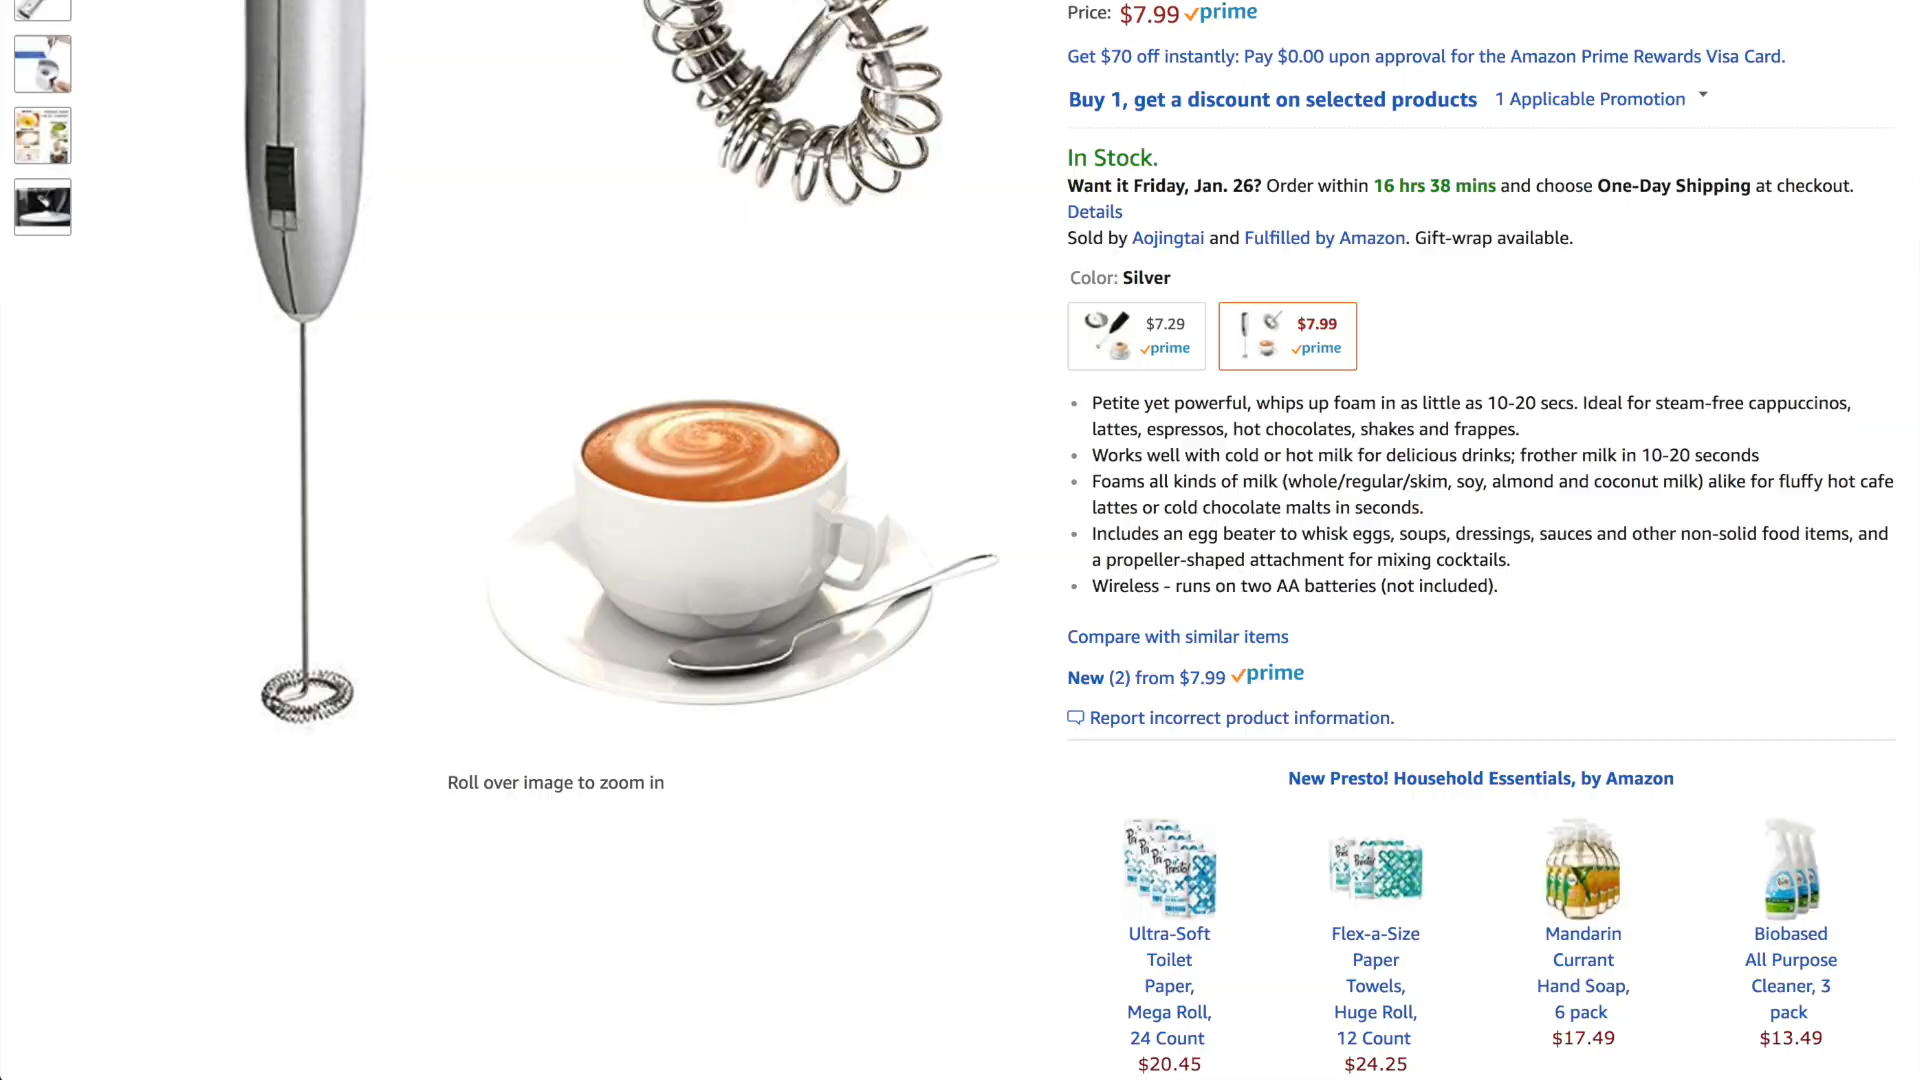 Price: $7.99 prime
Get $70 off instantly: Pay $0.00 upon approval for the Amazon Prime Rewards Visa Card.
Buy 1, get a discount on selected products 1 Applicable Promotion
In Stock.
Want it Friday, Jan. 26? Order within 16 hrs 38 mins and choose One-Day Shipping at checkout.
Details
Sold by Aojingtai and Fulfilled by Amazon. Gift-wrap available.
Color: Silver
$7.29 $7.99
prime prime
Petite yet powerful, whips up foam in as little as 10-20 secs. Ideal for steam-free cappuccinos,
lattes, espressos, hot chocolates, shakes and frappes.
Works well with cold or hot milk for delicious drinks; frother milk in 10-20 seconds
Foams all kinds of milk (whole/regular/skim, soy, almond and coconut milk) alike for fluffy hot cafe
lattes or cold chocolate malts in seconds.
Includes an egg beater to whisk eggs, soups, dressings, sauces and other non-solid food items, and
a propeller-shaped attachment for mixing cocktails.
Wireless - runs on two AA batteries (not included).
Compare with similar items
New (2) from $7.99 prime
Report incorrect product information.
Roll over image to zoom in
New Presto! Household Essentials, by Amazon
Presto!
Ultra-Soft
Toilet
Paper,
Mega Roll,
24 Count
$20.45
Flex-a-Size
Paper
Towels,
Huge Roll,
12 Count
$24.25
Mandarin
Currant
Hand Soap,
6 pack
$17.49
Biobased
All Purpose
Cleaner, 3
pack
$13.49